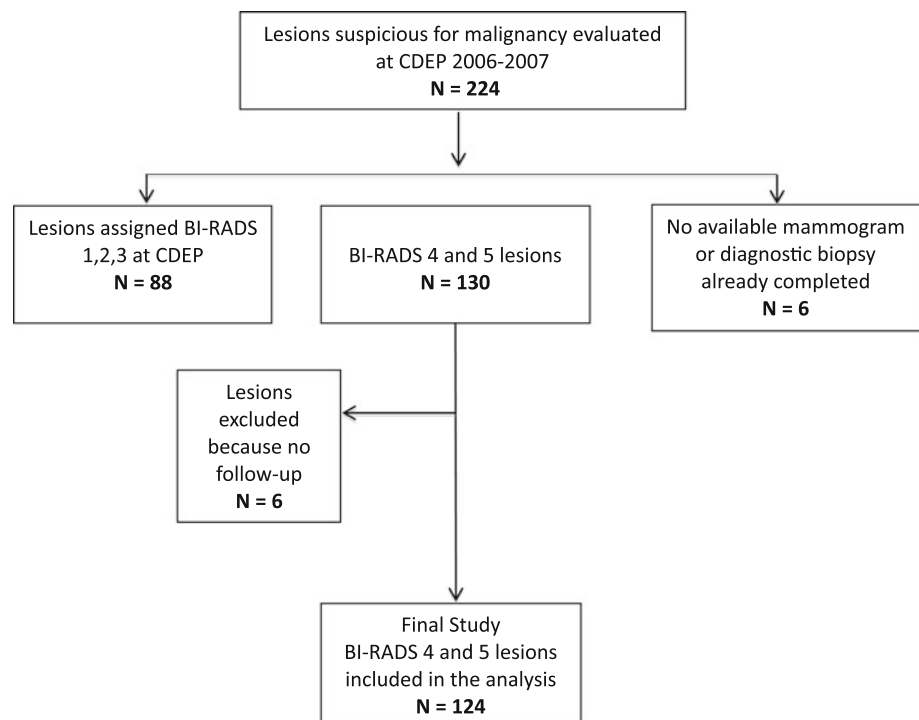 Lesions suspicious for malignancy evaluated
at CDEP 2006-2007
N = 224
Lesions assigned BI-RADS
1,2,3 at CDEP
N = 88
BI-RADS 4 and 5 lesions
N = 130
No available mammogram
or diagnostic biopsy
already completed
N = 6
Lesions
excluded
because no
follow-up
N = 6
Final Study
BI-RADS 4 and 5 lesions
included in the analysis
N = 124